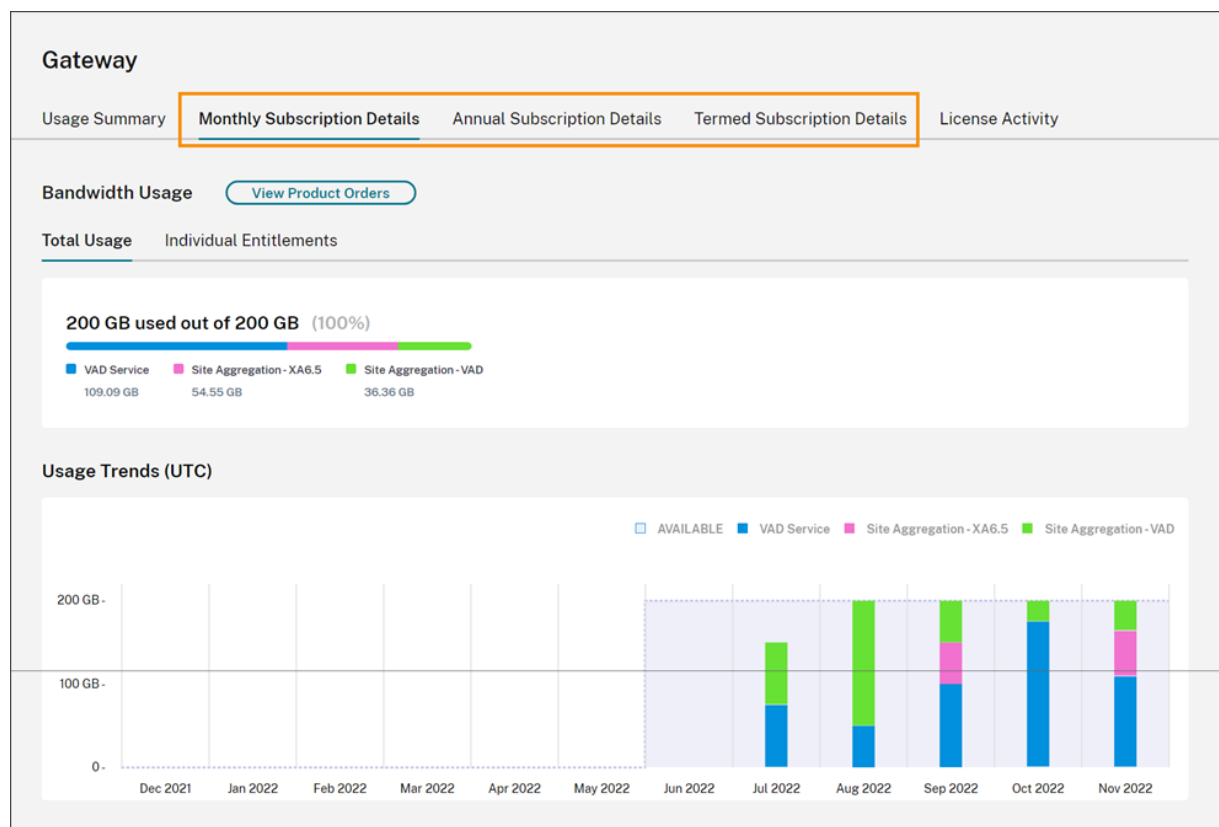 Gateway
Usage Summary Monthly Subscription Details Annual Subscription Details Termed Subscription Details License Activity
Bandwidth Usage View Product Orders
Total Usage Individual Entitlements
200 GB used out of 200 GB (100%)
VAD Service Site Aggregation - XA6.5 Site Aggregation - VAD
109.09 GB 54.55 GB 36.36 GB
Usage Trends (UTC)
AVAILABLE VAD Service Site Aggregation - XA6.5 Site Aggregation - VAD
200 GB
100 GB
0
Dec 2021 Jan 2022 Feb 2022 Mar 2022 Apr 2022 May 2022 Jun 2022 Jul 2022 Aug 2022 Sep 2022 Oct 2022 Nov 2022